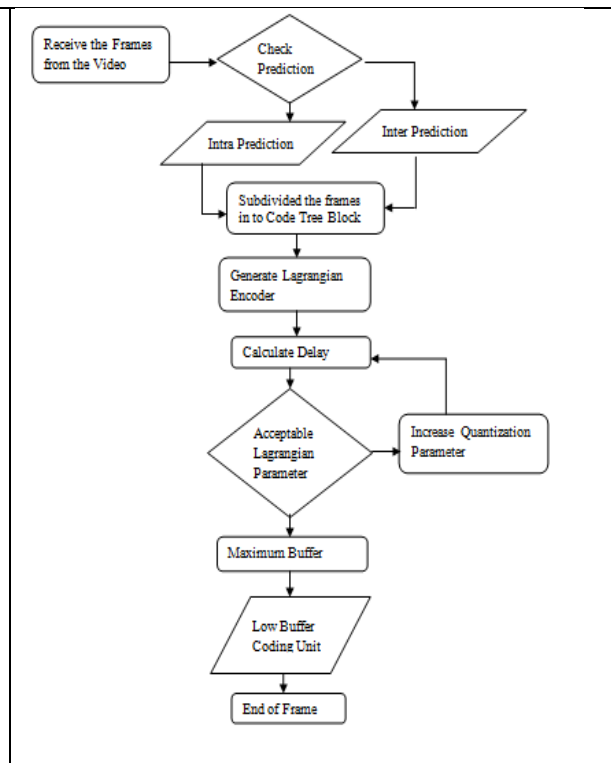 Receive the Frames
from the Video
Check
Prediction
Intra Prediction
Inter Prediction
Subdivided the frames
in to Code Tree Block
Generate Lagrangian
Encoder
Calculate Delay
Acceptable
Lagrangian
Parameter
Increase Quantization
Parameter
Maximum Buffer
Low Buffer
Coding Unit
End of Frame